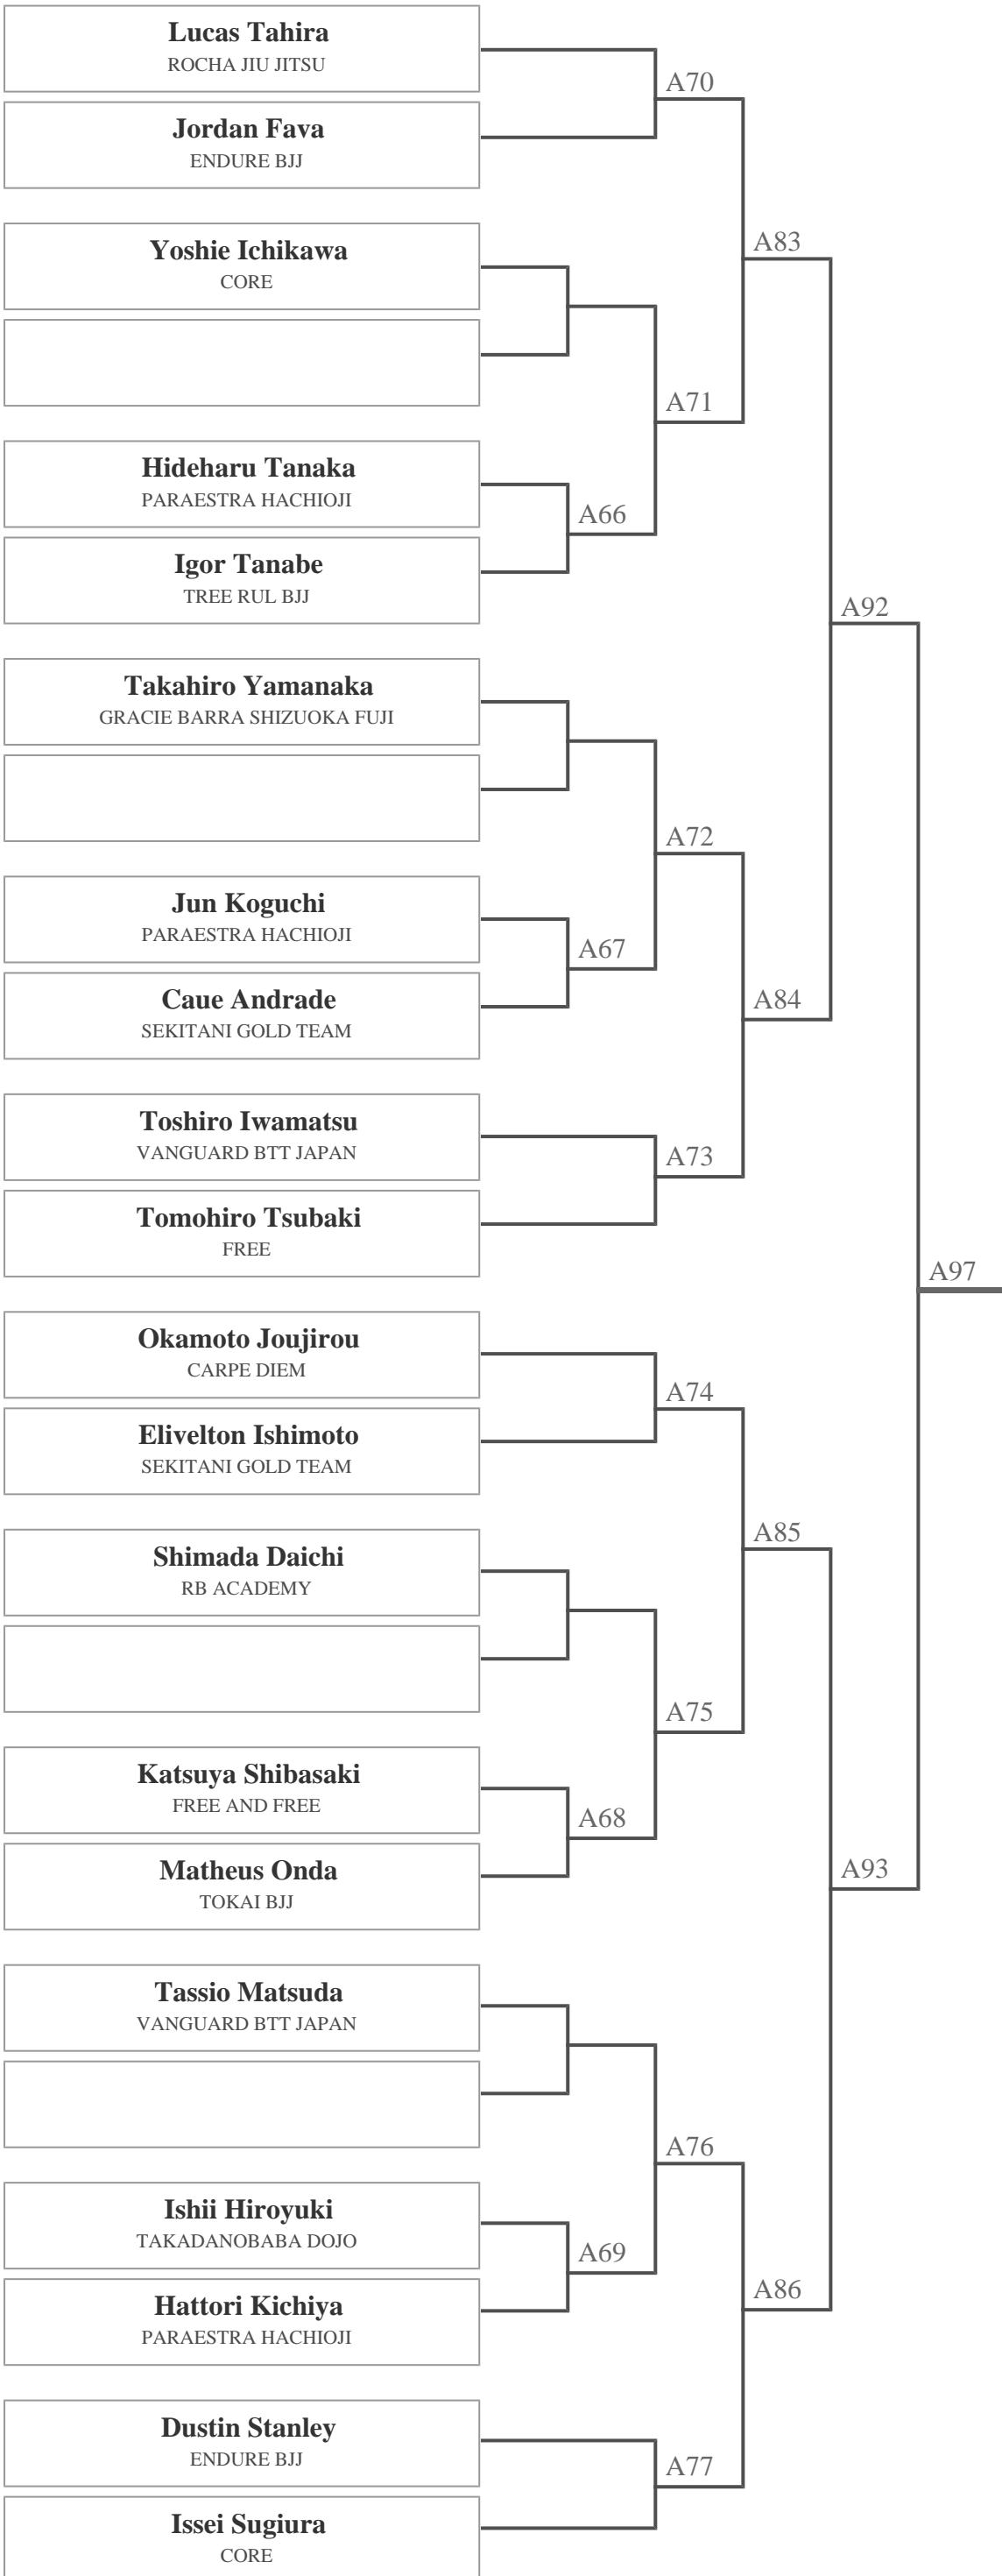 Lucas Tahira
ROCHA JIU JITSU
A70
Jordan Fava
ENDURE BJJ
Yoshie Ichikawa
CORE
A83
A71
Hideharu Tanaka
PARAESTRA HACHIOJI
A66
Igor Tanabe
TREE RUL BJJ
A92
Takahiro Yamanaka
GRACIE BARRA SHIZUOKA FUJI
A72
Jun Koguchi
PARAESTRA HACHIOJI
A67
Caue Andrade
SEKITANI GOLD TEAM
A84
Toshiro Iwamatsu
VANGUARD BTT JAPAN
A73
Tomohiro Tsubaki
FREE
A97
Okamoto Joujirou
CARPE DIEM
A74
Elivelton Ishimoto
SEKITANI GOLD TEAM
A85
Shimada Daichi
RB ACADEMY
A75
Katsuya Shibasaki
FREE AND FREE
A68
Matheus Onda
TOKAI BJJ
A93
Tassio Matsuda
VANGUARD BTT JAPAN
A76
Ishii Hiroyuki
TAKADANOBABA DOJO
A69
Hattori Kichiya
PARAESTRA HACHIOJI
A86
Dustin Stanley
ENDURE BJJ
A77
Issei Sugiura
CORE